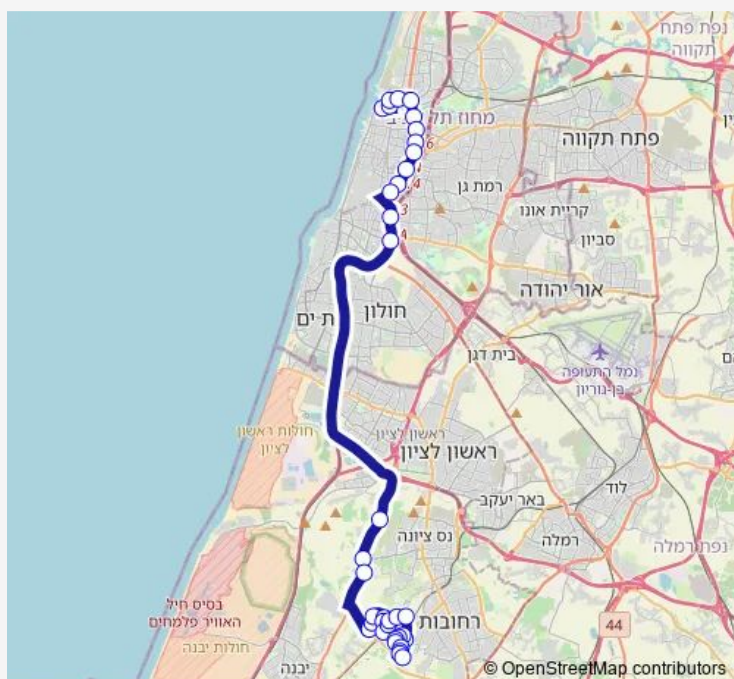 נפת פתח
תקווה
מחוז תל
פתח תקווה
רמת גן
קריית אונו
סביון
אור יהודה
חולון
ת ים
בית דגן
נמל התעופה
בן-גוריון
חולות ראשון
לציון
ראשון לציון
ראשון לציון
לוד
באר יעקב
נס ציונה
רמלה
נפת רמלה
בסיס חיל
האוויר פלמחים
רחובות
44
חולות יבנה
יבנה
© OpenStreetMap contributors